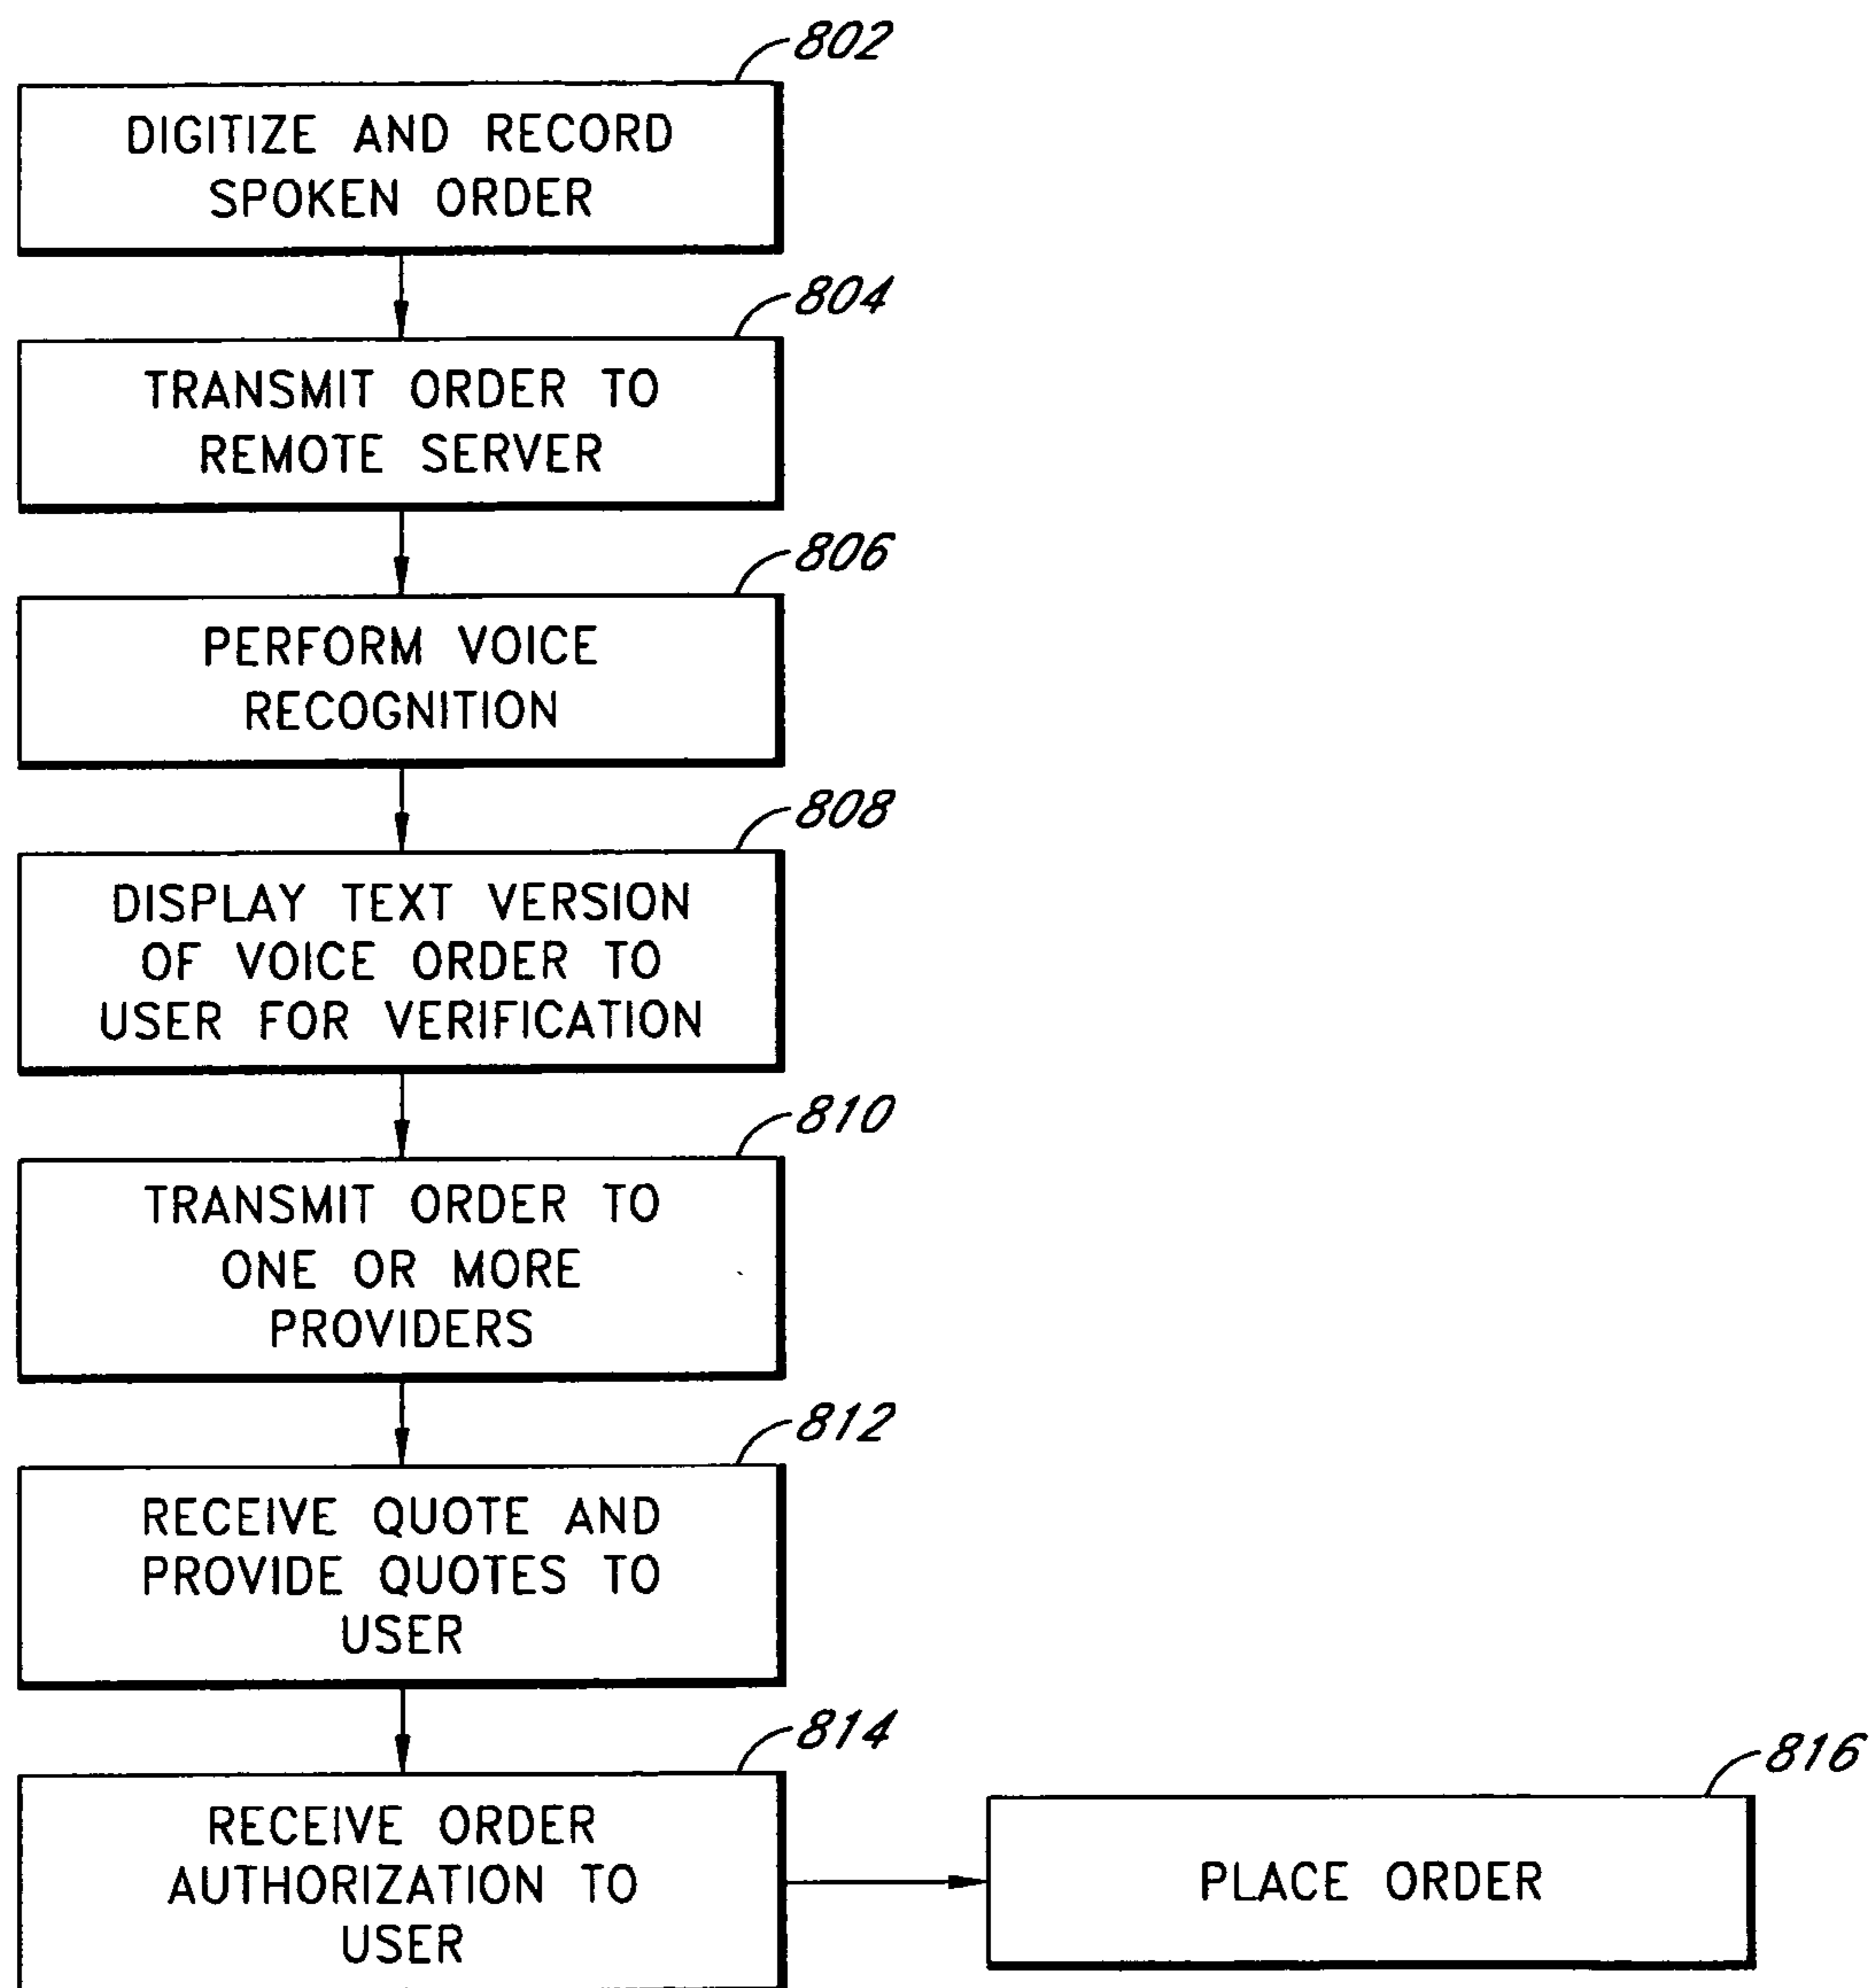 802
DIGITIZE AND RECORD
SPOKEN ORDER
804
TRANSMIT ORDER TO
REMOTE SERVER
806
PERFORM VOICE
RECOGNITION
808
DISPLAY TEXT VERSION
OF VOICE ORDER TO
USER FOR VERIFICATION
810
TRANSMIT ORDER TO
ONE OR MORE
PROVIDERS
812
RECEIVE QUOTE AND
PROVIDE QUOTES TO
USER
814
RECEIVE ORDER
AUTHORIZATION TO
USER
816
PLACE ORDER